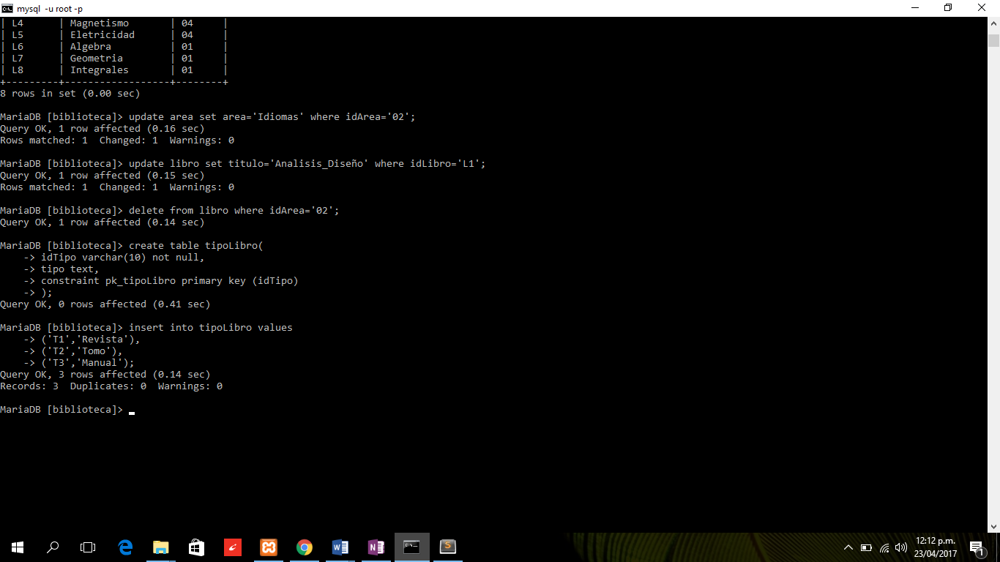 mysql -u root -p
| L4      | Magnetismo       | 04     |
| L5      | Eletricidad      | 04     |
| L6      | Algebra          | 01     |
| L7      | Geometria        | 01     |
| L8      | Integrales       | 01     |
+---------+------------------+--------+
8 rows in set (0.00 sec)
MariaDB [biblioteca]> update area set area='Idiomas' where idArea='02';
Query OK, 1 row affected (0.16 sec)
Rows matched: 1  Changed: 1  Warnings: 0
MariaDB [biblioteca]> update libro set titulo='Analisis_Diseño' where idLibro='L1';
Query OK, 1 row affected (0.15 sec)
Rows matched: 1  Changed: 1  Warnings: 0
MariaDB [biblioteca]> delete from libro where idArea='02';
Query OK, 1 row affected (0.14 sec)
MariaDB [biblioteca]> create table tipoLibro(
    -> idTipo varchar(10) not null,
    -> tipo text,
    -> constraint pk_tipoLibro primary key (idTipo)
    -> );
Query OK, 0 rows affected (0.41 sec)
MariaDB [biblioteca]> insert into tipoLibro values
    -> ('T1','Revista'),
    -> ('T2','Tomo'),
    -> ('T3','Manual');
Query OK, 3 rows affected (0.14 sec)
Records: 3  Duplicates: 0  Warnings: 0
MariaDB [biblioteca]>
12:12 p.m.
23/04/2017
1